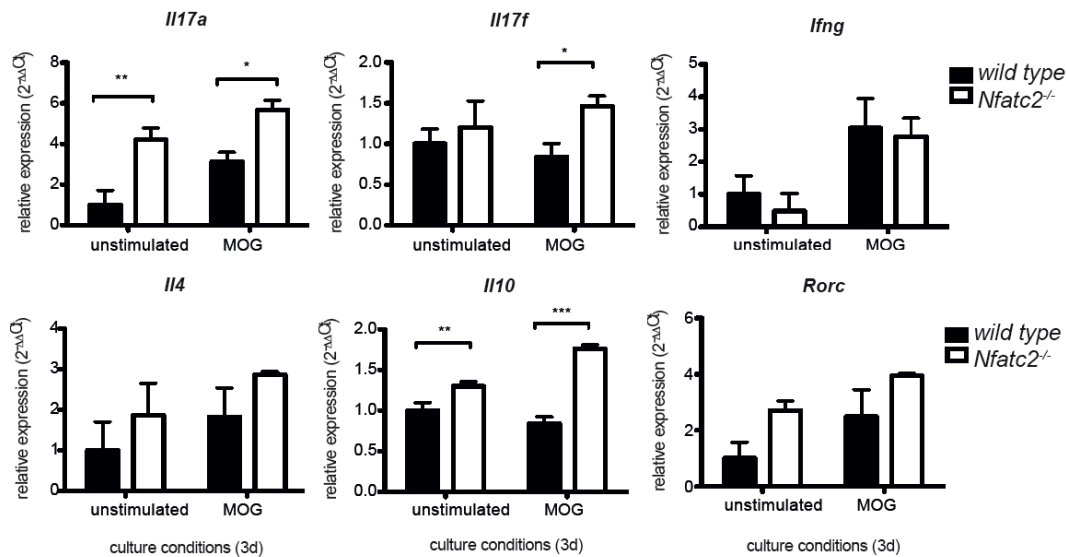 Il17a
Il17f
Ifng
relative expression (2-ΔΔCt)
8
6
4
2
0
**
*
unstimulated
MOG
relative expression (2-ΔΔCt)
2.0
1.5
1.0
0.5
0.0
*
unstimulated
MOG
relative expression (2-ΔΔCt)
5
4
3
2
1
0
unstimulated
MOG
wild type
Nfatc2-/-
Il4
Il10
Rorc
relative expression (2-ΔΔCt)
4
3
2
1
0
unstimulated
MOG
culture conditions (3d)
relative expression (2-ΔΔCt)
2.0
1.5
1.0
0.5
0.0
**
***
unstimulated
MOG
culture conditions (3d)
relative expression (2-ΔΔCt)
6
4
2
0
unstimulated
MOG
culture conditions (3d)
wild type
Nfatc2-/-